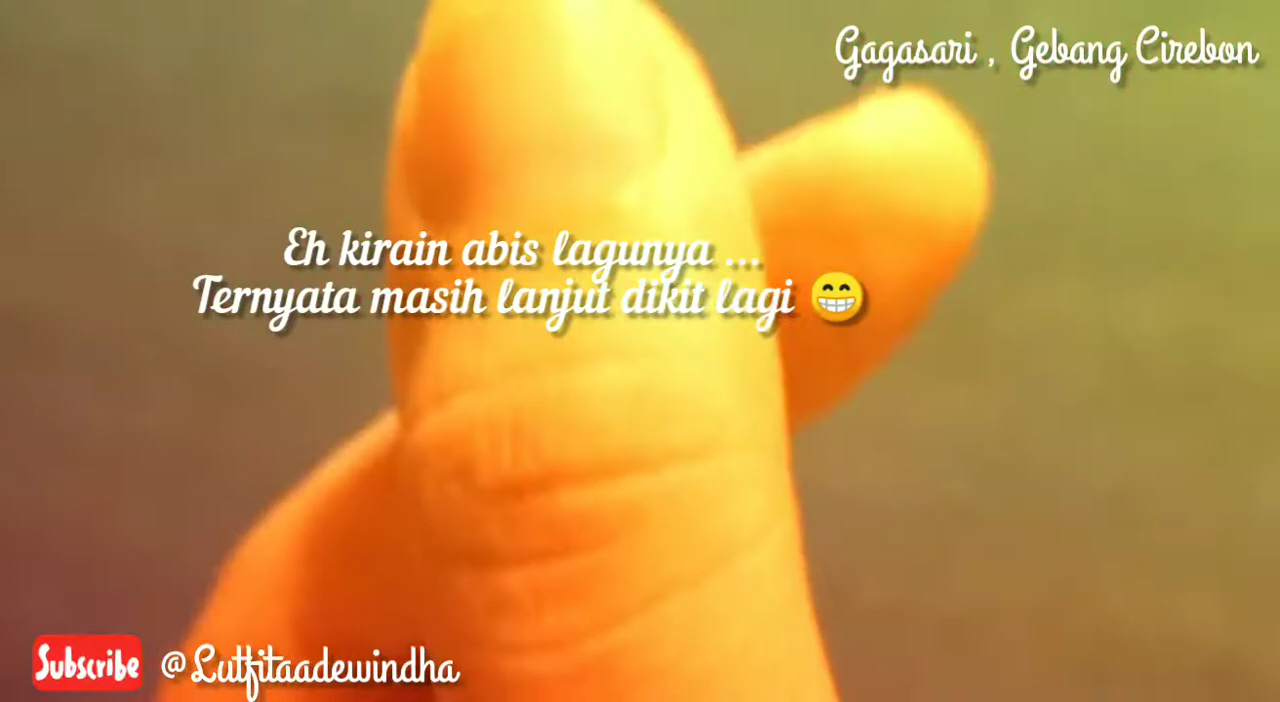 Gagasari , Gebang Cirebon
Eh kirain abis lagunya ...
Ternyata masih lanjut dikit lagi 😁
Subscribe @Lutfitaadewindha